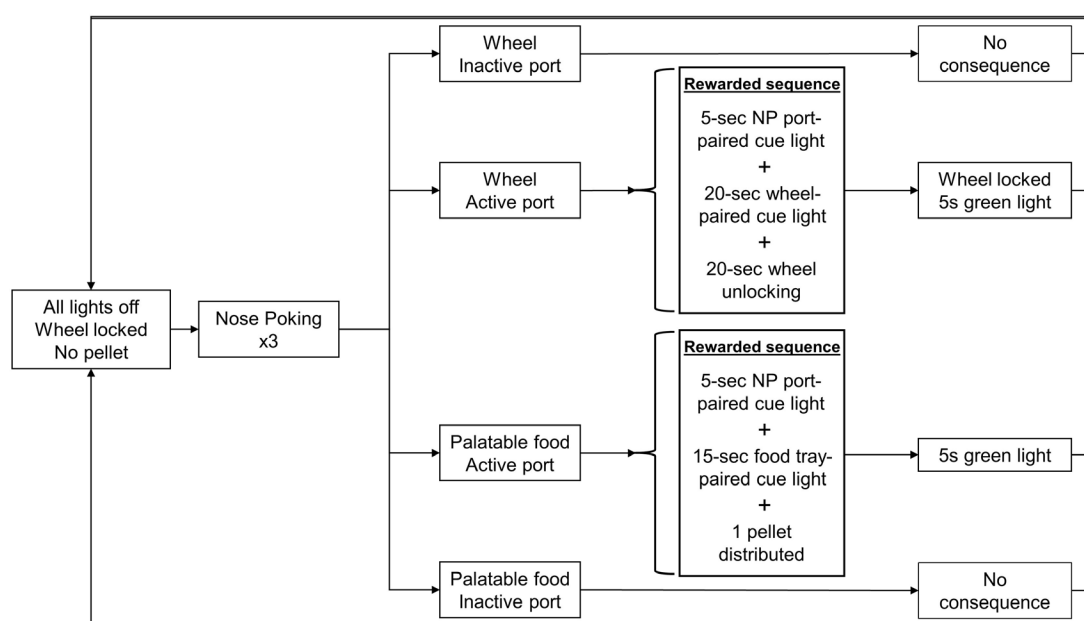 All lights off
Wheel locked
No pellet
Nose Poking
x3
Wheel
Inactive port
No
consequence
Wheel
Active port
Rewarded sequence
5-sec NP port-
paired cue light
+
20-sec wheel-
paired cue light
+
20-sec wheel
unlocking
Wheel locked
5s green light
Palatable food
Active port
Rewarded sequence
5-sec NP port-
paired cue light
+
15-sec food tray-
paired cue light
+
1 pellet
distributed
5s green light
Palatable food
Inactive port
No
consequence